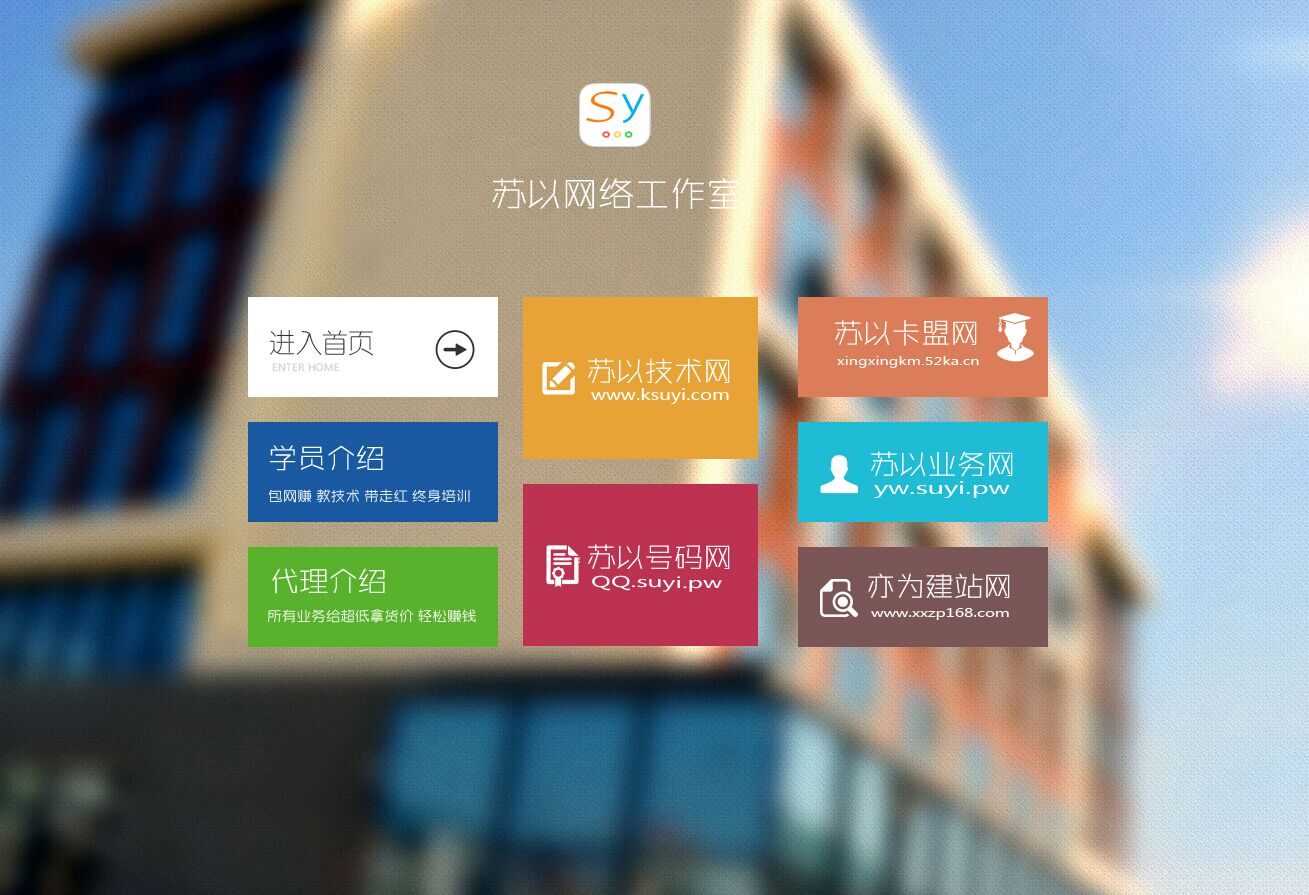 Sy
苏以网络工作室
进入首页
ENTER HOME
学员介绍
包网赚 教技术 带走红 终身培训
代理介绍
所有业务给超低拿货价 轻松赚钱
苏以技术网
www.ksuyi.com
苏以号码网
QQ.suyi.pw
苏以卡盟网
xingxingkm.52ka.cn
苏以业务网
yw.suyi.pw
亦为建站网
www.xxzp168.com